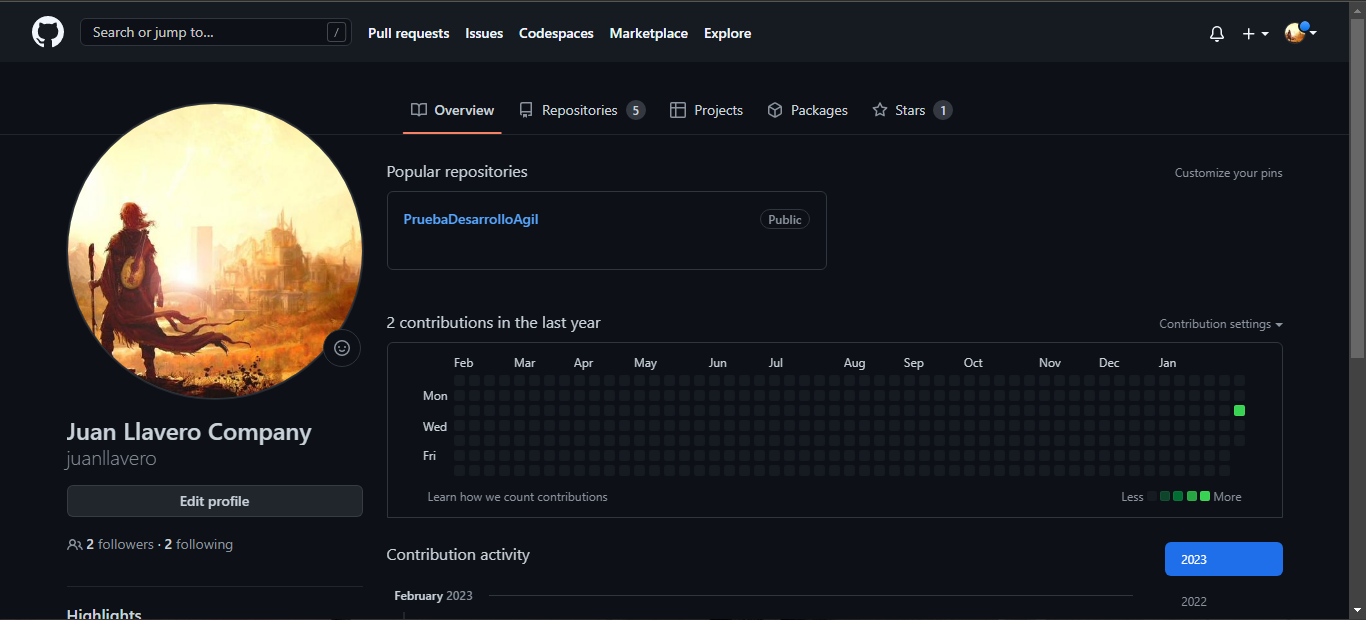 Search or jump to... / Pull requests Issues Codespaces Marketplace Explore
Overview Repositories 5 Projects Packages Stars 1
Popular repositories Customize your pins
PruebaDesarrolloAgil Public
2 contributions in the last year Contribution settings
Feb Mar Apr May Jun Jul Aug Sep Oct Nov Dec Jan
Mon
Wed
Fri
Learn how we count contributions Less More
Juan Llavero Company
juanllavero
Edit profile
2 followers · 2 following
Highlights
Contribution activity
2023
February 2023
2022